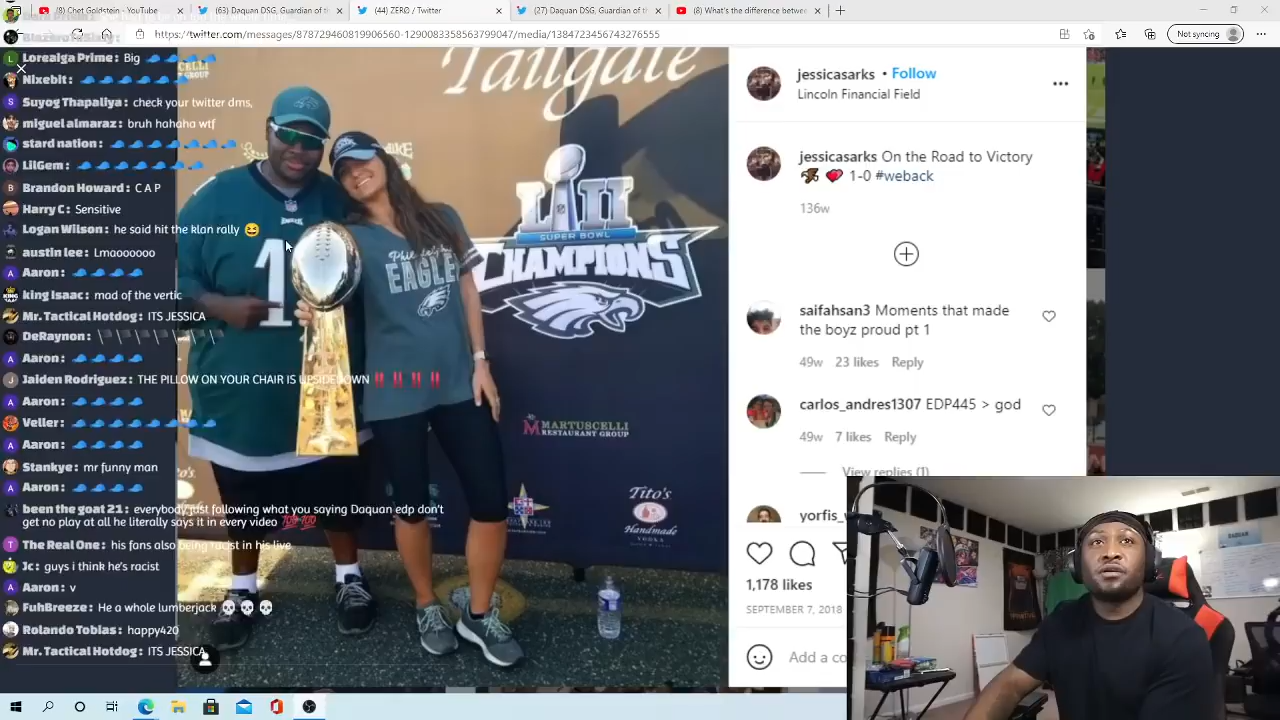 (8) Chet Goldstein - YouTube
(63) Daquan DSG, @daquan...
(44) ZERO / Twitter
(27) Daquan DSG, @daquan...
(8) What's the difference betwe
https://twitter.com/messages/878729460819906560-1290083358563799047/media/1384723456743276555
Not syncing
Lorealga Prime: Big
Nixebit:
Suyog Thapaliya: check your twitter dms,
miguel almaraz: bruh hahaha wtf
stard nation:
LilGem:
Brandon Howard: C A P
Harry C: Sensitive
Logan Wilson: he said hit the klan rally 😆
austin lee: Lmaooooo
Aaron:
king isaac: mad of the vertic
Mr. Tactical Hotdog: ITS JESSICA
DeRaynon:
Aaron:
Jaiden Rodriguez: THE PILLOW ON YOUR CHAIR IS UPSIDEDOWN ‼️‼️‼️‼️
Aaron:
Veller:
Aaron:
Stankye: mr funny man
Aaron:
been the goat 21: everybody just following what you saying Daquan edp don't
get no play at all he literally says it in every video 💯💯
The Real One: his fans also being racist in his live
Jc: guys i think he's racist
Aaron: v
FuhBreeze: He a whole lumberjack 💀💀💀
Rolando Tobias: happy420
Mr. Tactical Hotdog: ITS JESSICA
Tailgate
GROUP
1
EAGLE
LII
SUPER BOWL
CHAMPIONS
MARTUSCELLI
RESTAURANT GROUP
Tito's
Handmade
VODKA
jessicasarks • Follow
Lincoln Financial Field
jessicasarks On the Road to Victory
1-0 #weback
136w
saifahsan3 Moments that made
the boyz proud pt 1
49w 23 likes Reply
carlos_andres1307 EDP445 > god
49w 7 likes Reply
View replies (1)
yorfis_
1,178 likes
SEPTEMBER 7, 2018
Add a co